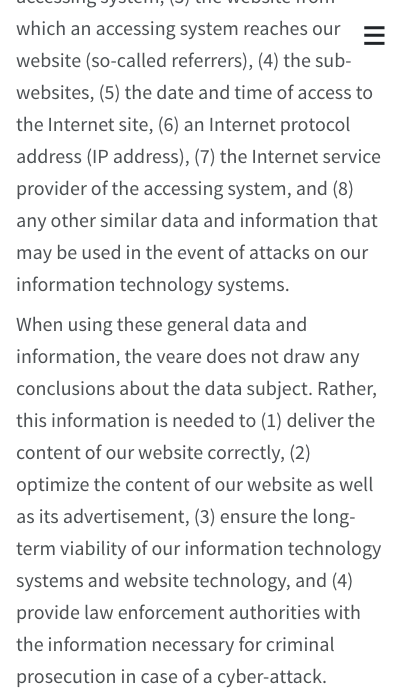 accessing system, (3) the website from
which an accessing system reaches our
website (so-called referrers), (4) the sub-
websites, (5) the date and time of access to
the Internet site, (6) an Internet protocol
address (IP address), (7) the Internet service
provider of the accessing system, and (8)
any other similar data and information that
may be used in the event of attacks on our
information technology systems.
When using these general data and
information, the veare does not draw any
conclusions about the data subject. Rather,
this information is needed to (1) deliver the
content of our website correctly, (2)
optimize the content of our website as well
as its advertisement, (3) ensure the long-
term viability of our information technology
systems and website technology, and (4)
provide law enforcement authorities with
the information necessary for criminal
prosecution in case of a cyber-attack.